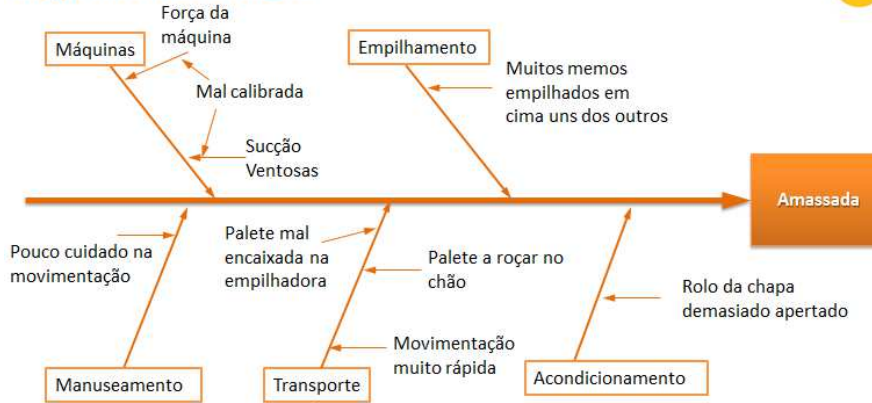 Força da
máquina
Máquinas
Mal calibrada
Sucção
Ventosas
Empilhamento
Muitos memos
empilhados em
cima uns dos outros
Amassada
Pouco cuidado na
movimentação
Manuseamento
Palete mal
encaixada na
empilhadora
Palete a roçar no
chão
Movimentação
muito rápida
Transporte
Rolo da chapa
demasiado apertado
Acondicionamento